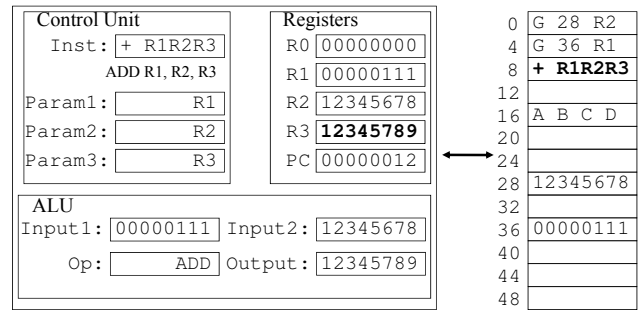 Control Unit
Inst: + R1R2R3
ADD R1, R2, R3
Param1: R1
Param2: R2
Param3: R3
Registers
R0 00000000
R1 00000111
R2 12345678
R3 12345789
PC 00000012
ALU
Input1: 00000111 Input2: 12345678
Op: ADD Output: 12345789
0 G 28 R2
4 G 36 R1
8 + R1R2R3
12
16 A B C D
20
24
28 12345678
32
36 00000111
40
44
48